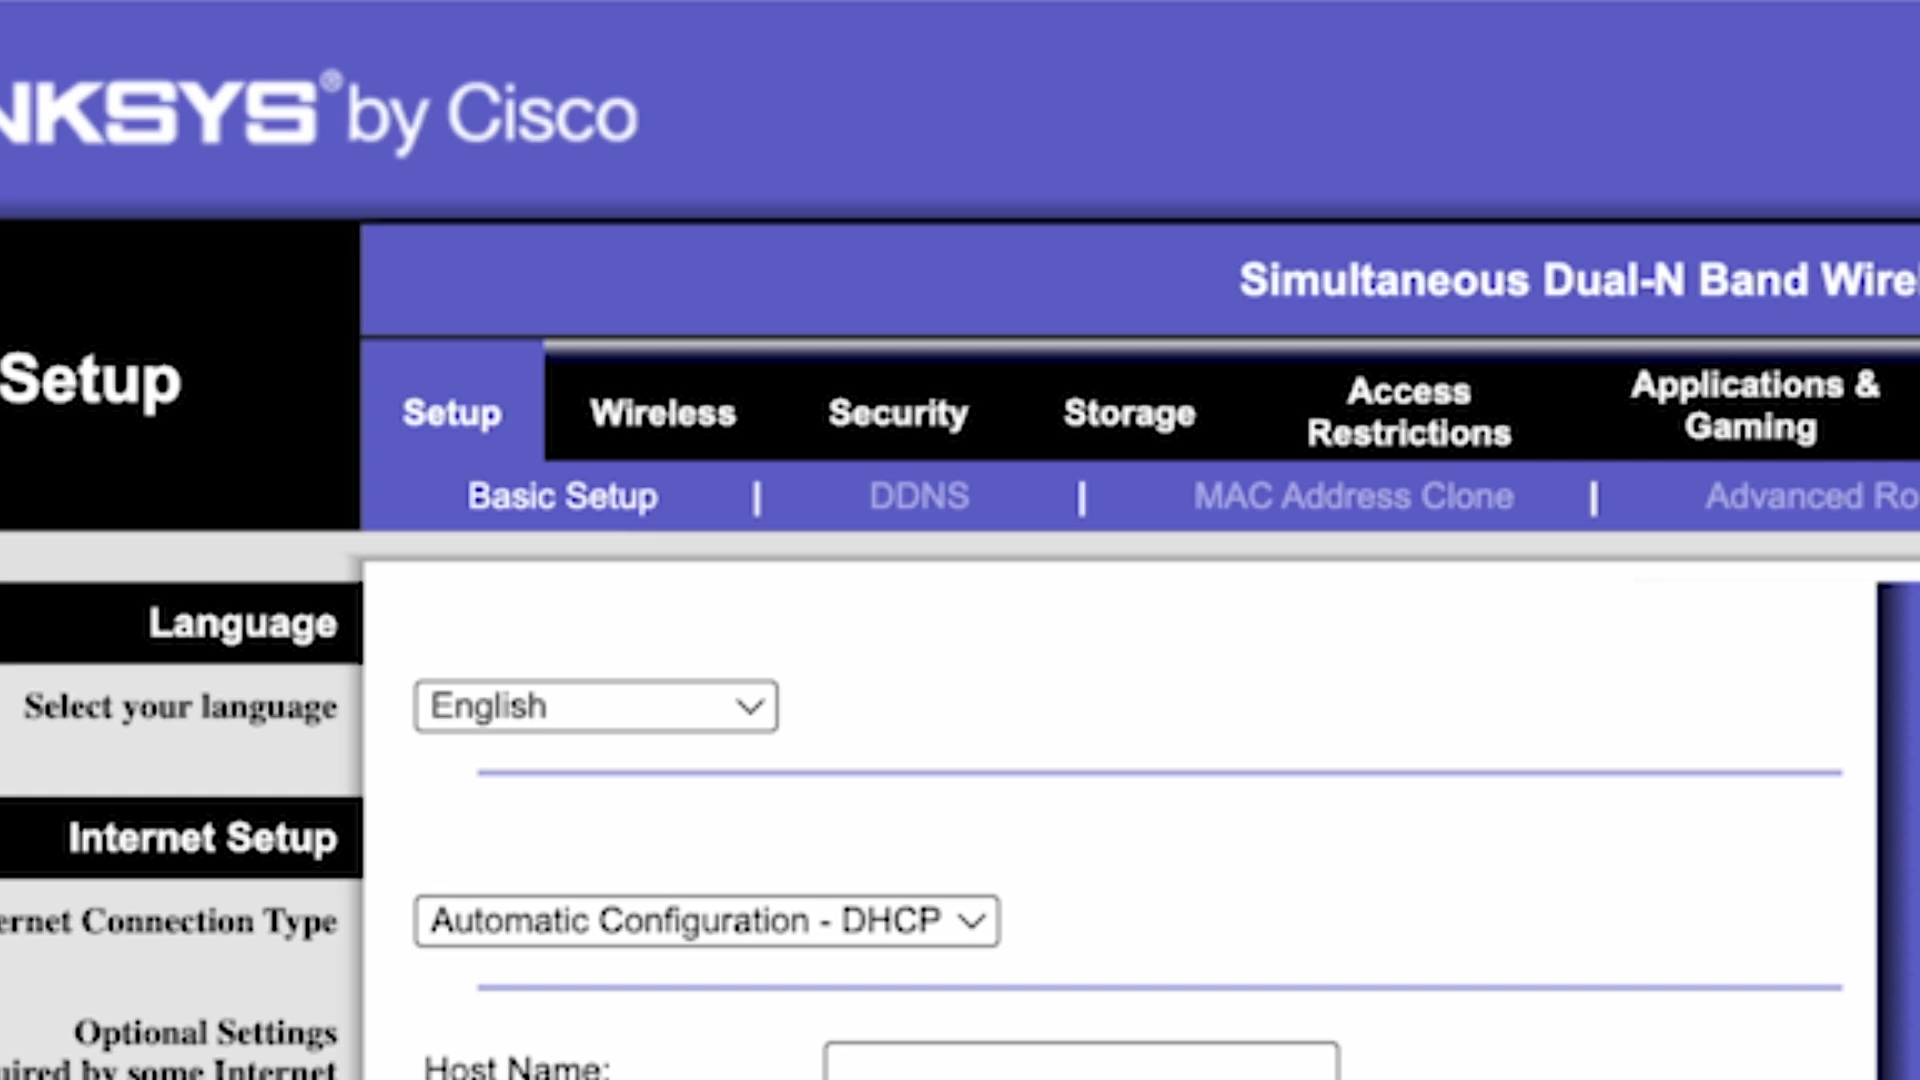 NKSYS® by Cisco
Simultaneous Dual-N Band Wirel
Setup
Setup
Wireless
Security
Storage
Access
Restrictions
Applications &
Gaming
Basic Setup | DDNS | MAC Address Clone | Advanced Ro
Language
Select your language
English
Internet Setup
ernet Connection Type
Automatic Configuration - DHCP
Optional Settings
uired by some Internet
Host Name: